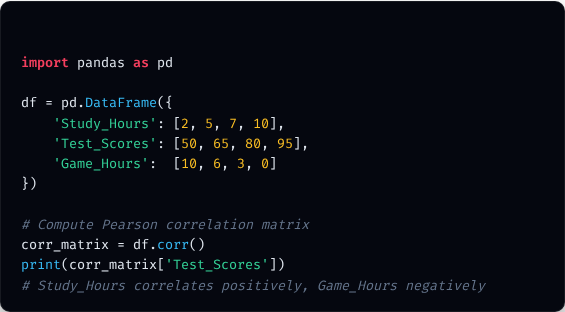 import pandas as pd
df = pd.DataFrame({
    'Study_Hours': [2, 5, 7, 10],
    'Test_Scores': [50, 65, 80, 95],
    'Game_Hours':  [10, 6, 3, 0]
})
# Compute Pearson correlation matrix
corr_matrix = df.corr()
print(corr_matrix['Test_Scores'])
# Study_Hours correlates positively, Game_Hours negatively